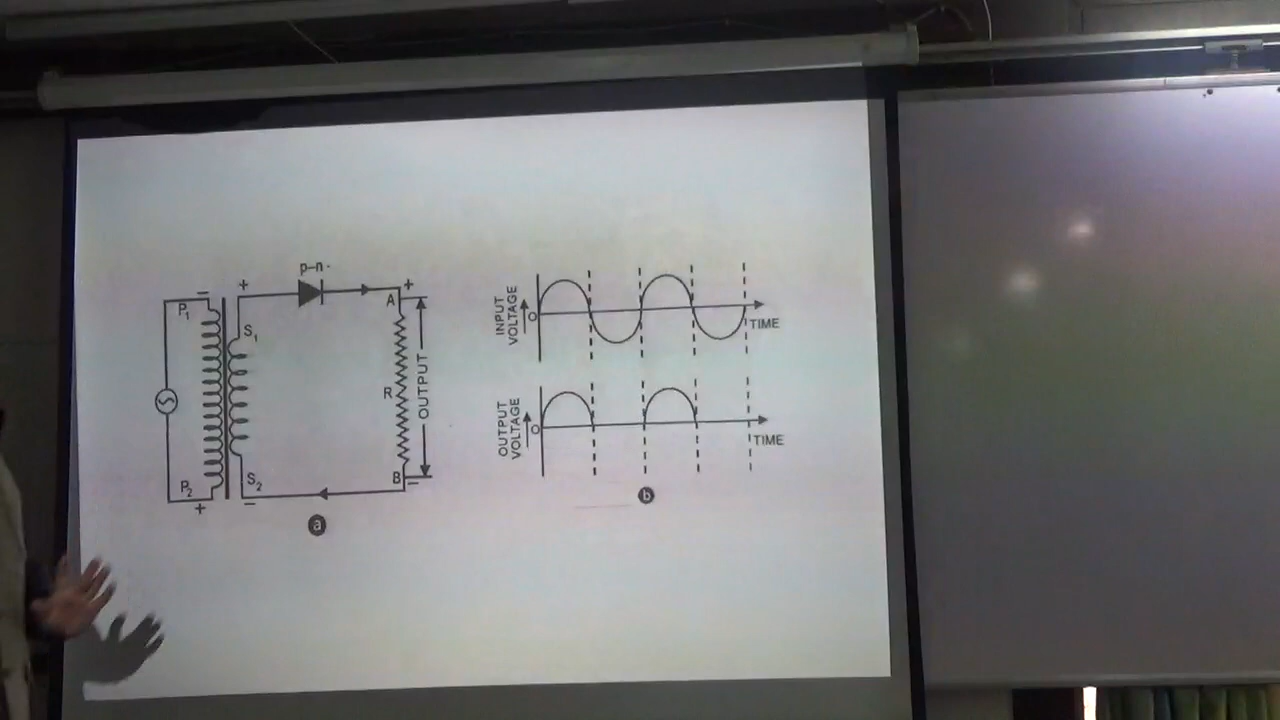 p-n
P1
−
+
+
A
S1
R
OUTPUT
P2
+
S2
−
B
−
a
INPUT
VOLTAGE
O
TIME
OUTPUT
VOLTAGE
O
TIME
b